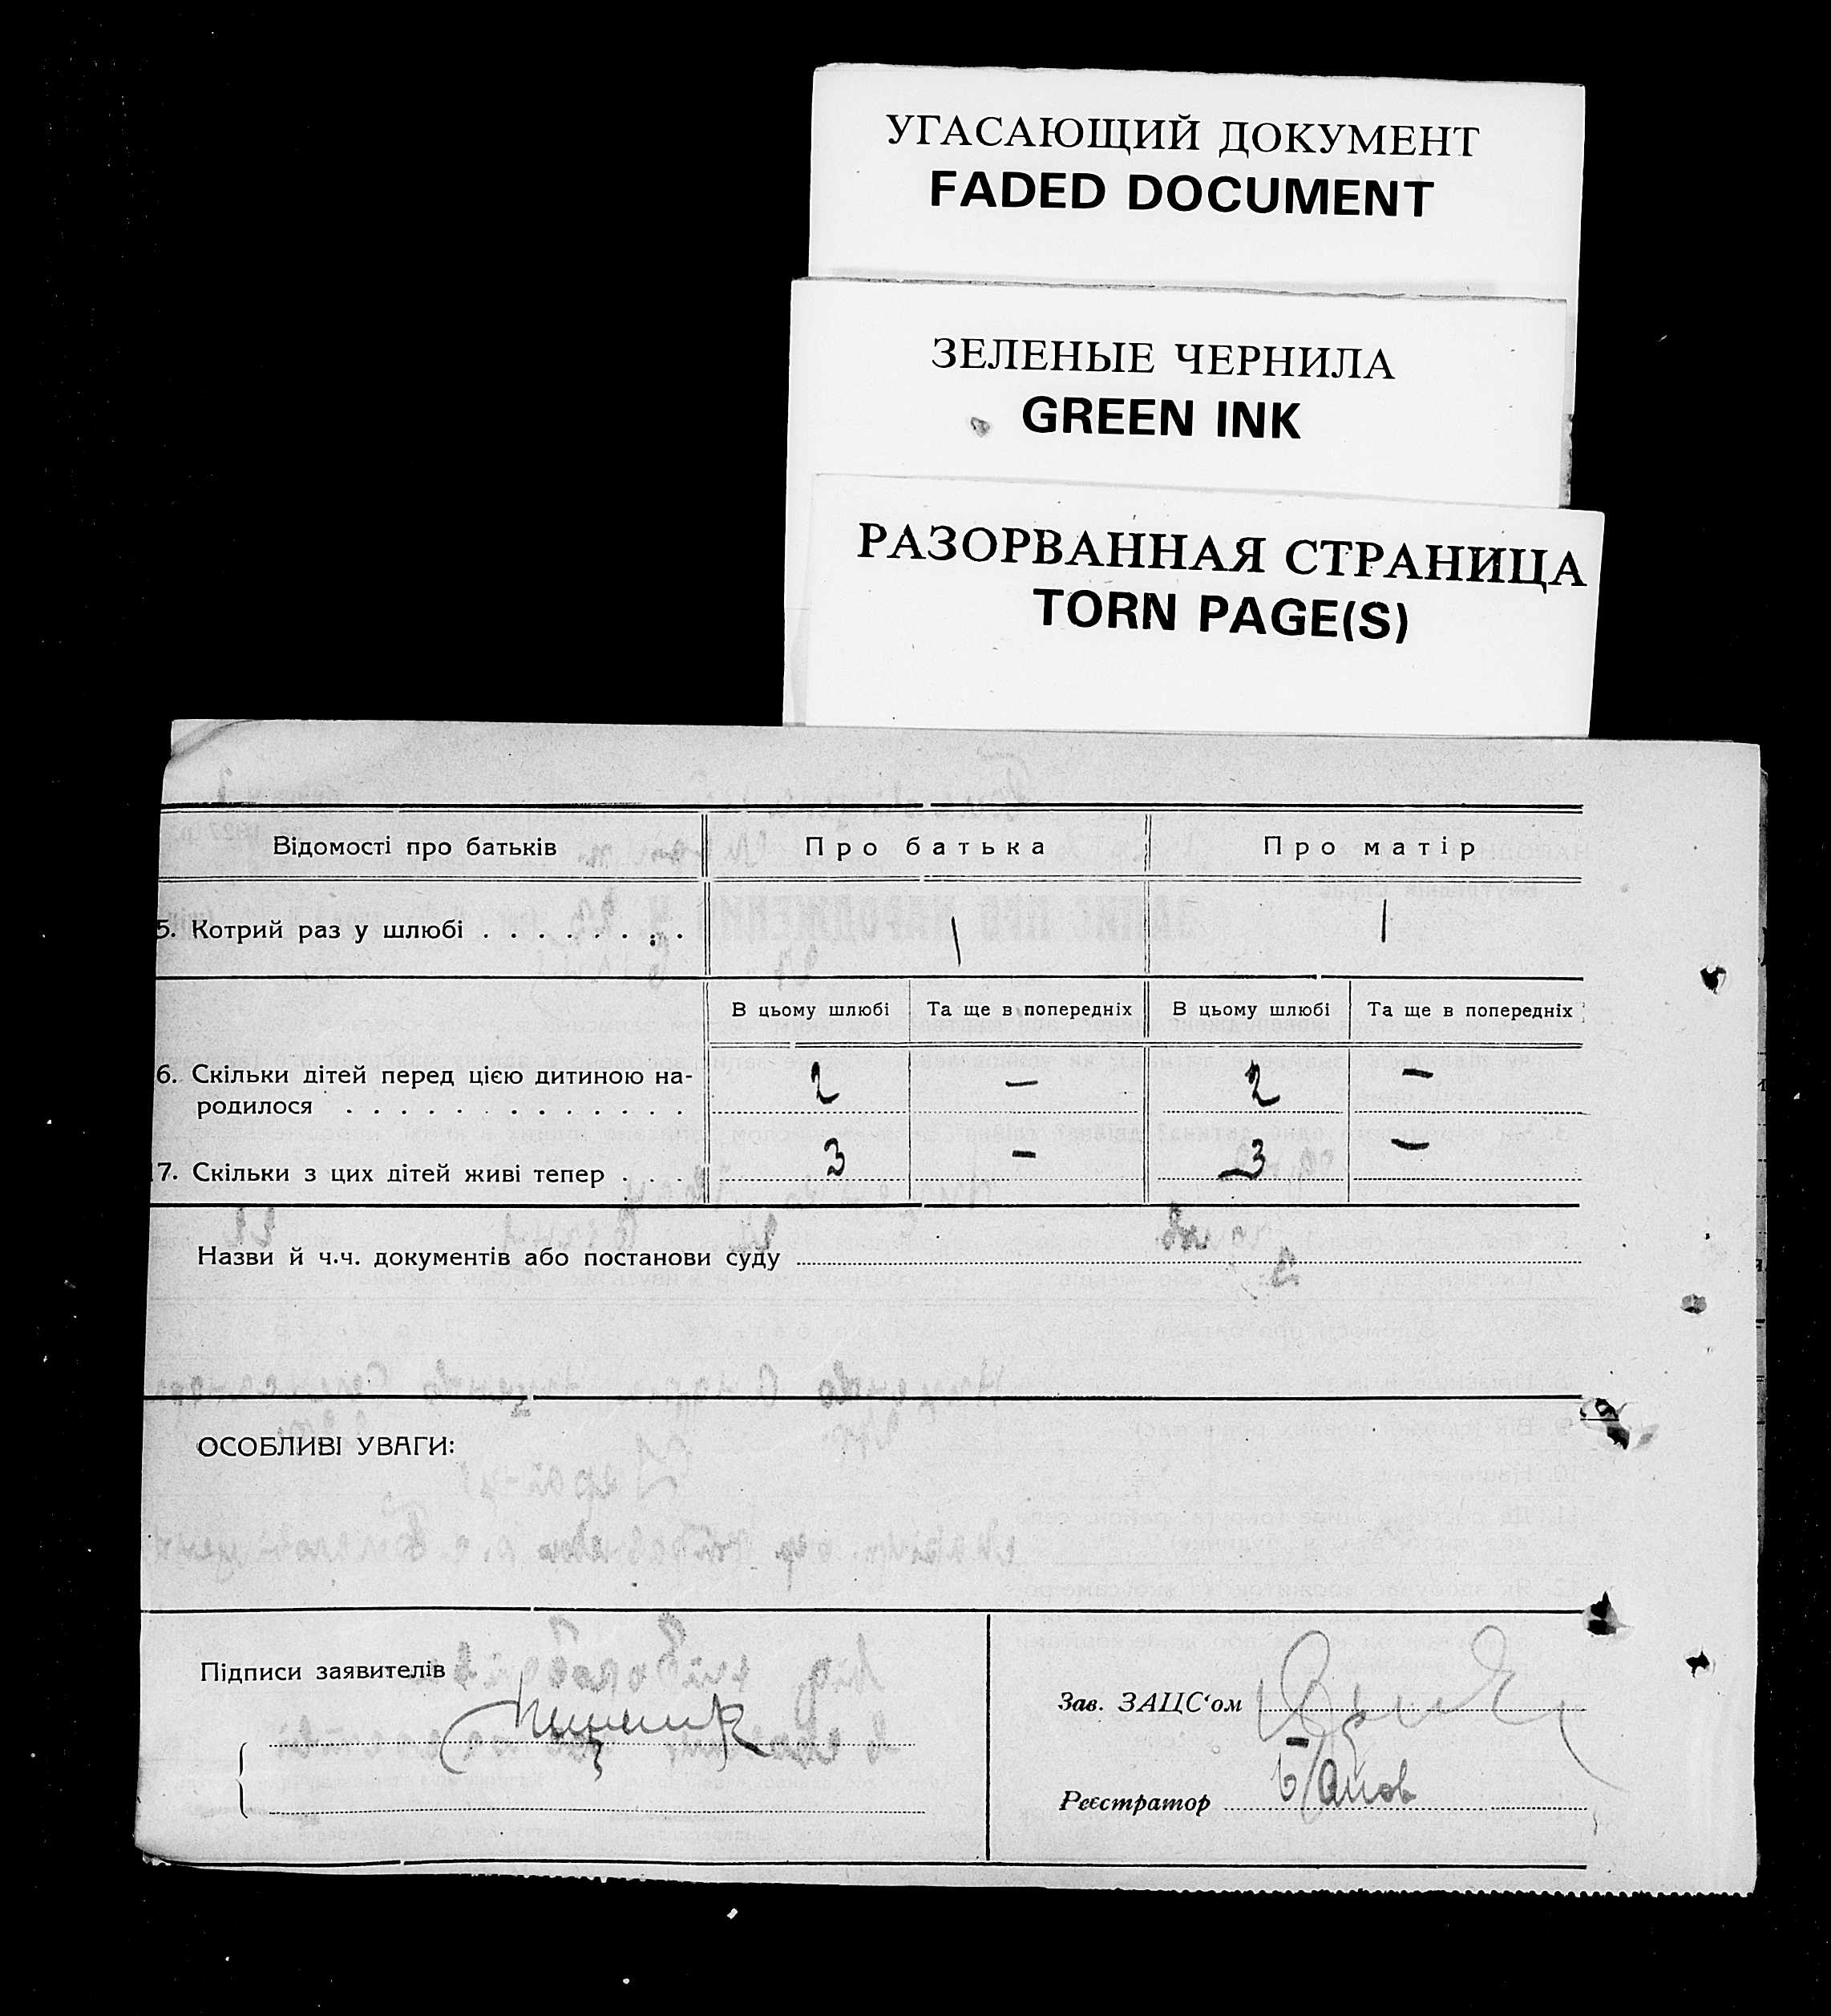 УГАСАЮЩИЙ ДОКУМЕНТ
FADED DOCUMENT
ЗЕЛЕНЫЕ ЧЕРНИЛА
GREEN INK
РАЗОРВАННАЯ СТРАНИЦА
TORN PAGE(S)
Відомості про батьків Про батька Про матір
5. Котрий раз у шлюбі . . . . . . . . 1 1
В цьому шлюбі Та ще в попередніх В цьому шлюбі Та ще в попередніх
6. Скільки дітей перед цією дитиною на-
родилося . . . . . . . . . . . . . 2 — 2 —
17. Скільки з цих дітей живі тепер . . . 3 — 3 —
Назви й ч.ч. документів або постанови суду
ОСОБЛИВІ УВАГИ:
Підписи заявителів
Зав. ЗАЦС‘ом
Реєстратор